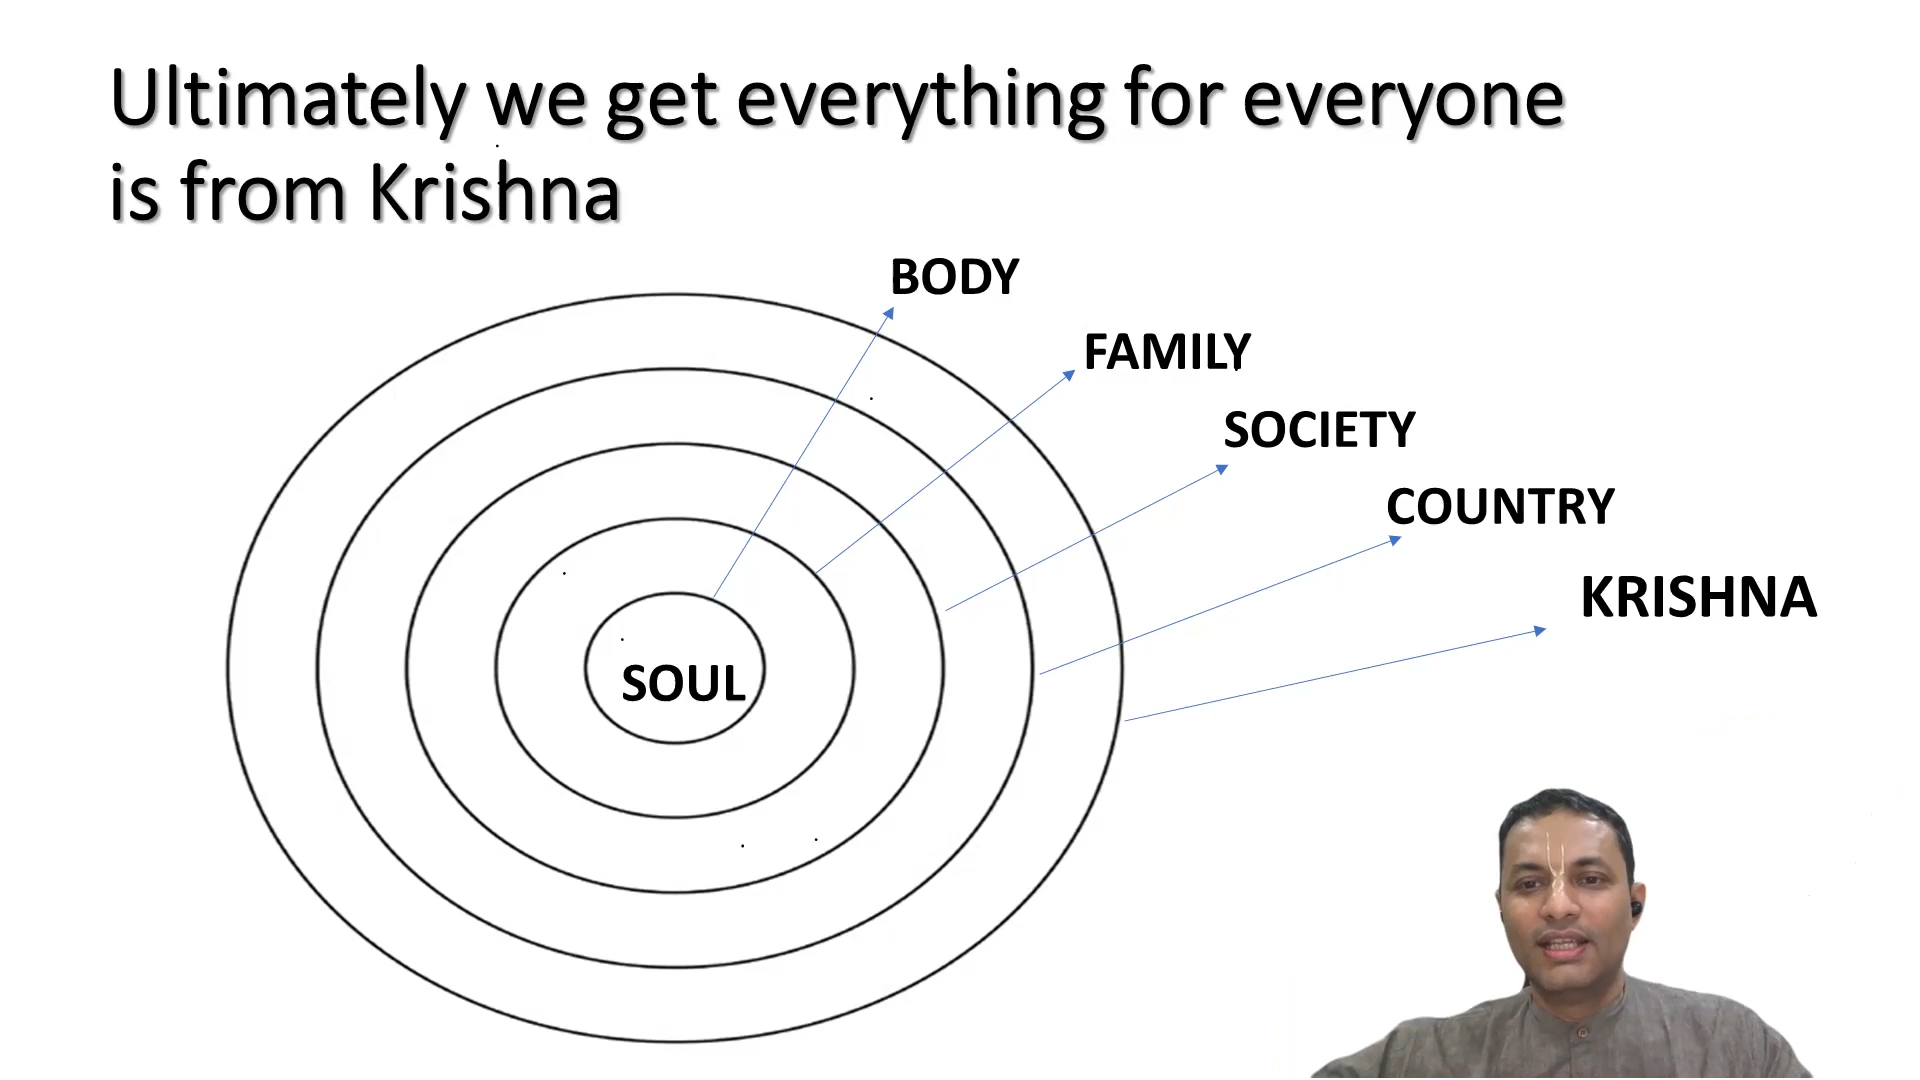 Ultimately we get everything for everyone
is from Krishna
BODY
FAMILY
SOCIETY
COUNTRY
KRISHNA
SOUL